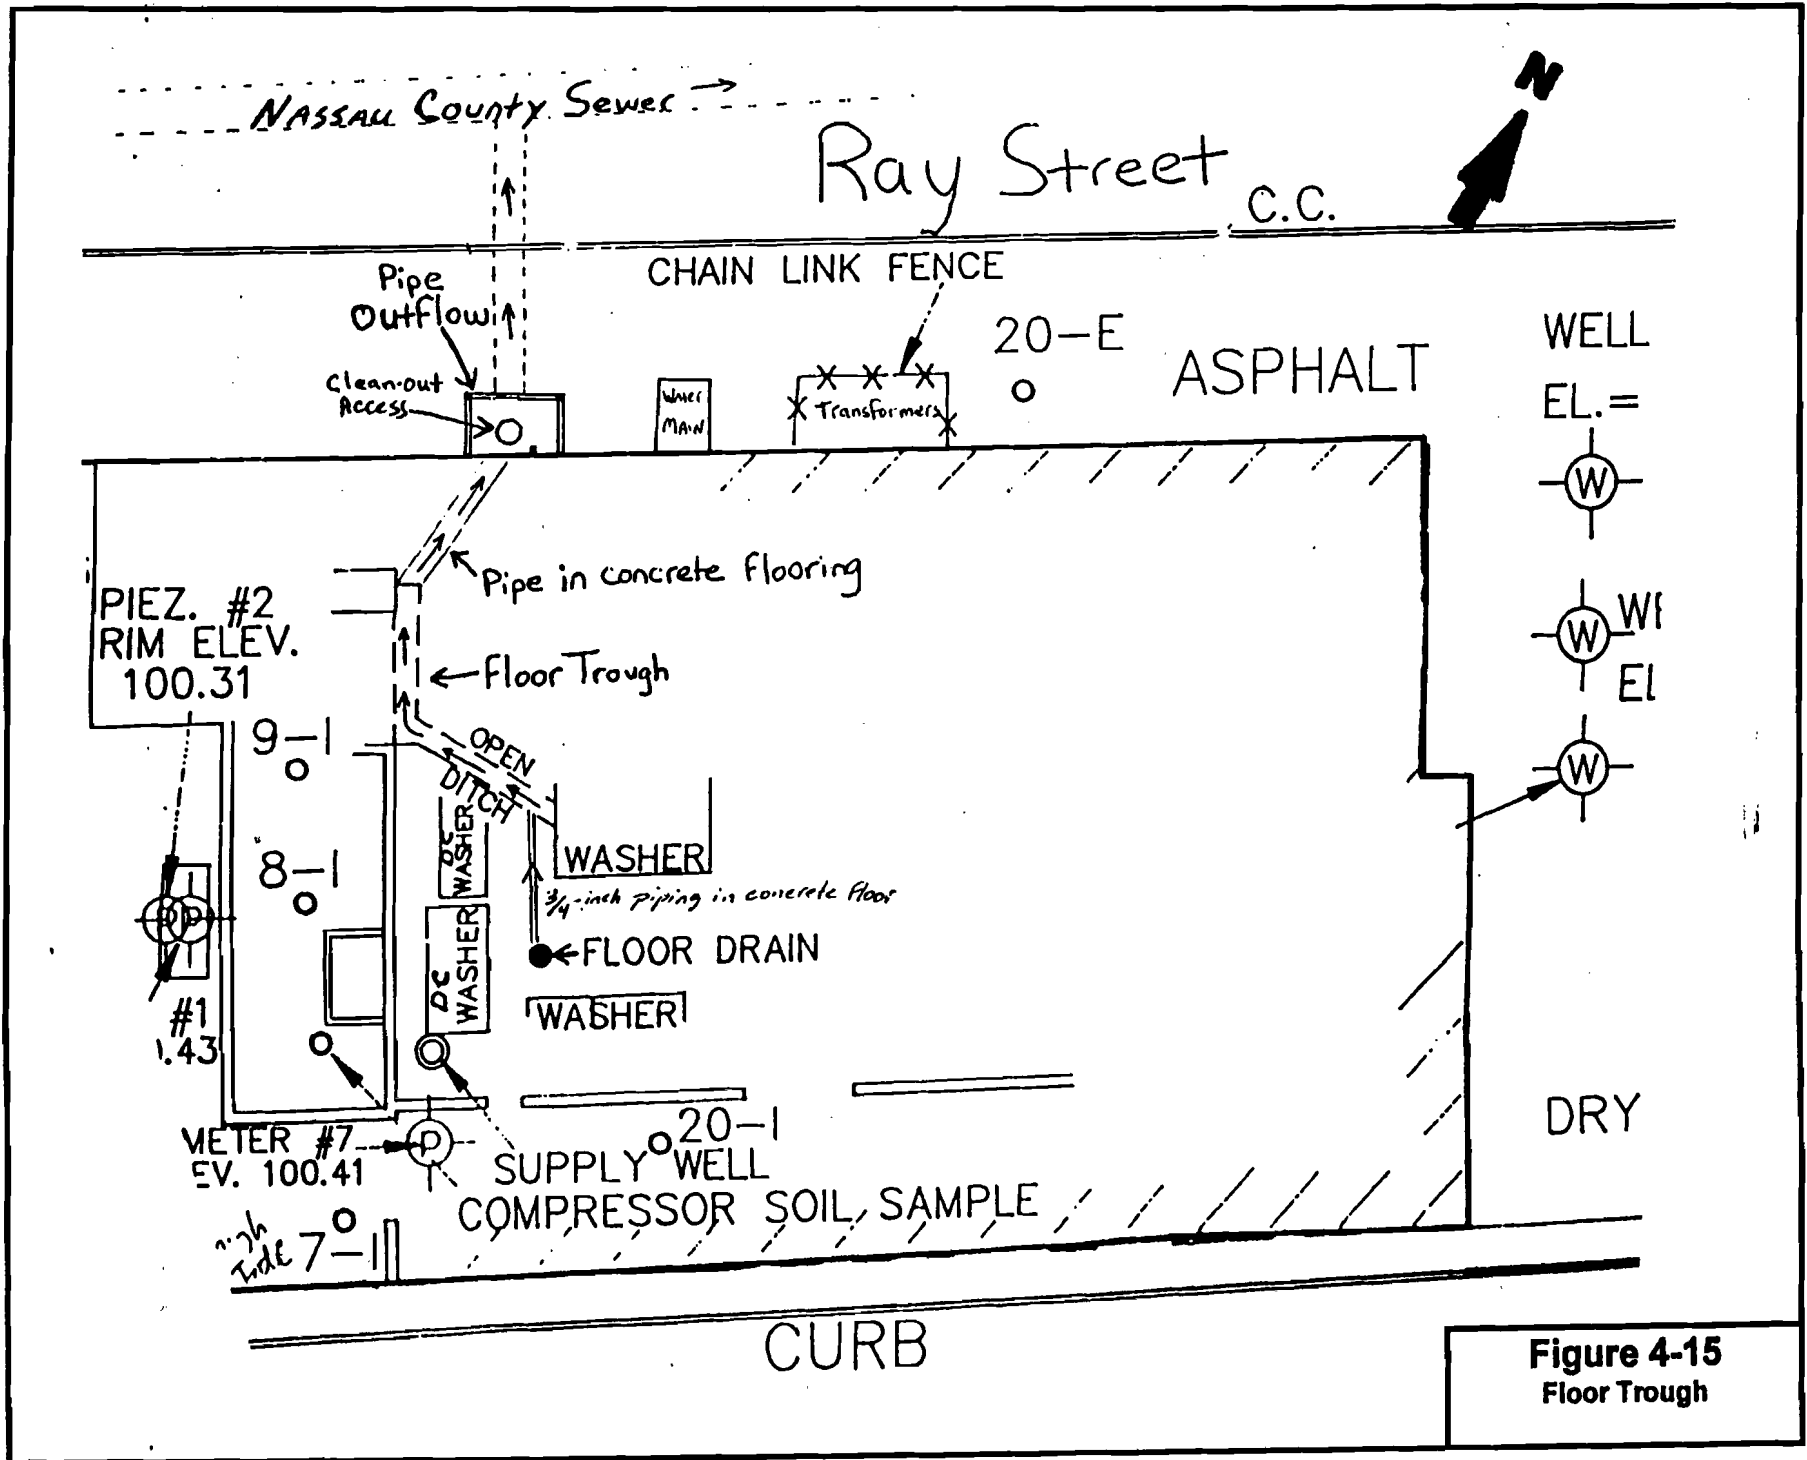 N
Nassau County Sewer
Ray Street
C.C.
CHAIN LINK FENCE
Pipe
Outflow
20-E
ASPHALT
WELL
EL.=
Clean-out
Access
Water
MAIN
Transformers
W
Pipe in concrete flooring
PIEZ. #2
RIM ELEV.
100.31
W
Floor Trough
9-1
OPEN
DITCH
W
DC
WASHER
WASHER
8-1
3/4-inch piping in concrete floor
P
P
DC
WASHER
FLOOR DRAIN
WASHER
#1
.43
20-1
DRY
METER #7
EV. 100.41
P
SUPPLY WELL
COMPRESSOR SOIL SAMPLE
7-1
CURB
Figure 4-15
Floor Trough